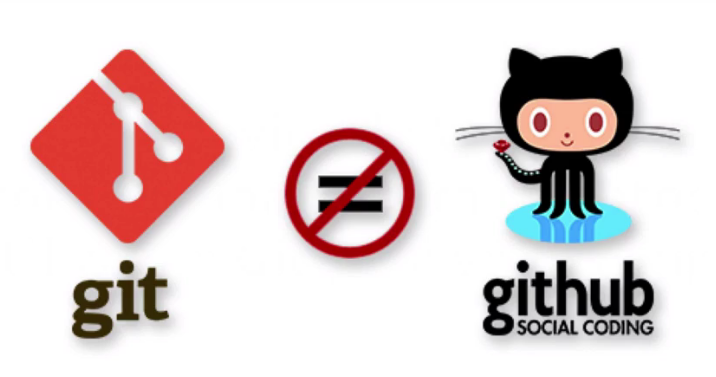 git
=
github
SOCIAL CODING